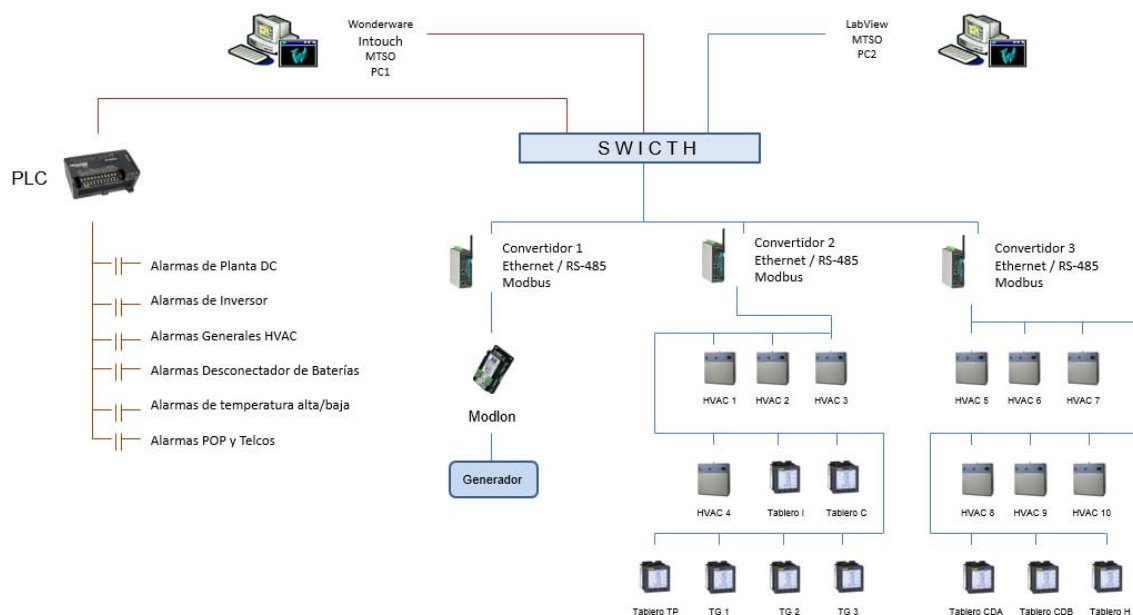 Wonderware
Intouch
MTSO
PC1
LabView
MTSO
PC2
SWICTH
PLC
Convertidor 1
Ethernet / RS-485
Modbus
Convertidor 2
Ethernet / RS-485
Modbus
Convertidor 3
Ethernet / RS-485
Modbus
Alarmas de Planta DC
Alarmas de Inversor
Alarmas Generales HVAC
Alarmas Desconectador de Baterías
Alarmas de temperatura alta/baja
Alarmas POP y Telcos
Modlon
Generador
HVAC 1
HVAC 2
HVAC 3
HVAC 5
HVAC 6
HVAC 7
HVAC 4
Tablero I
Tablero C
HVAC 8
HVAC 9
HVAC 10
Tablero TP
TG 1
TG 2
TG 3
Tablero CDA
Tablero CDB
Tablero H